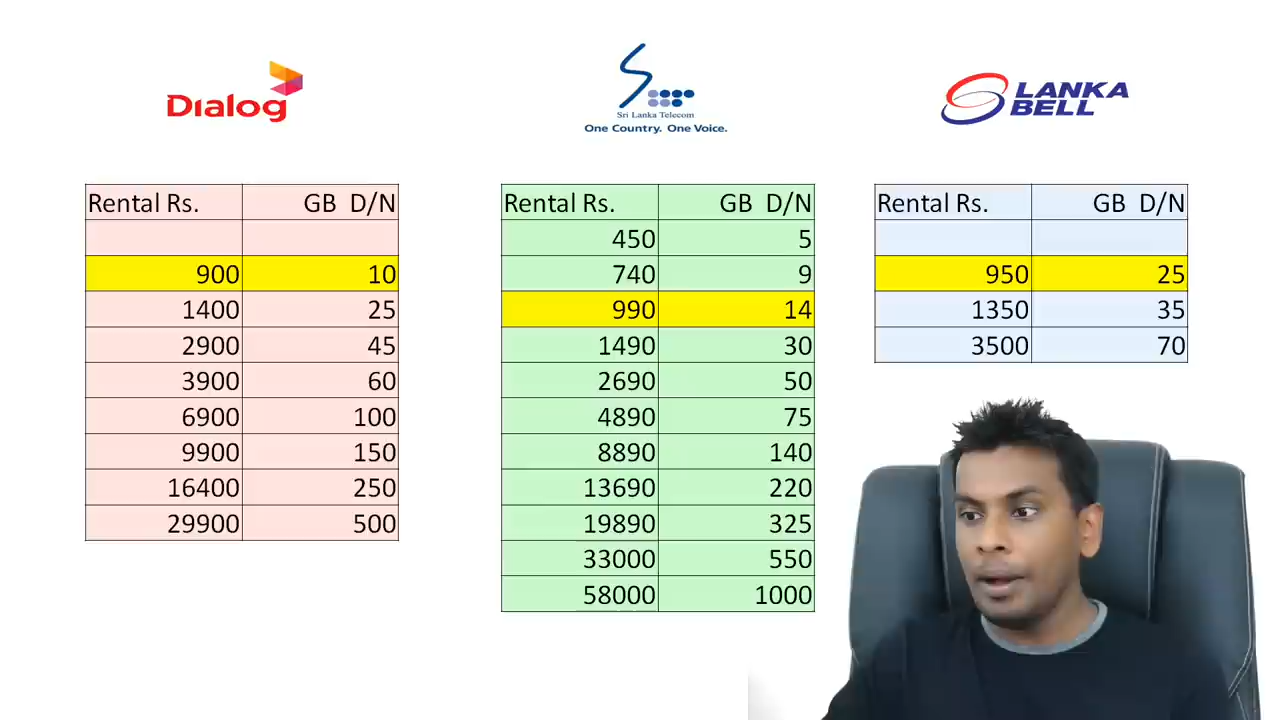 Dialog
Sri Lanka Telecom
One Country. One Voice.
LANKA
BELL
Rental Rs. GB D/N
900 10
1400 25
2900 45
3900 60
6900 100
9900 150
16400 250
29900 500
Rental Rs. GB D/N
450 5
740 9
990 14
1490 30
2690 50
4890 75
8890 140
13690 220
19890 325
33000 550
58000 1000
Rental Rs. GB D/N
950 25
1350 35
3500 70